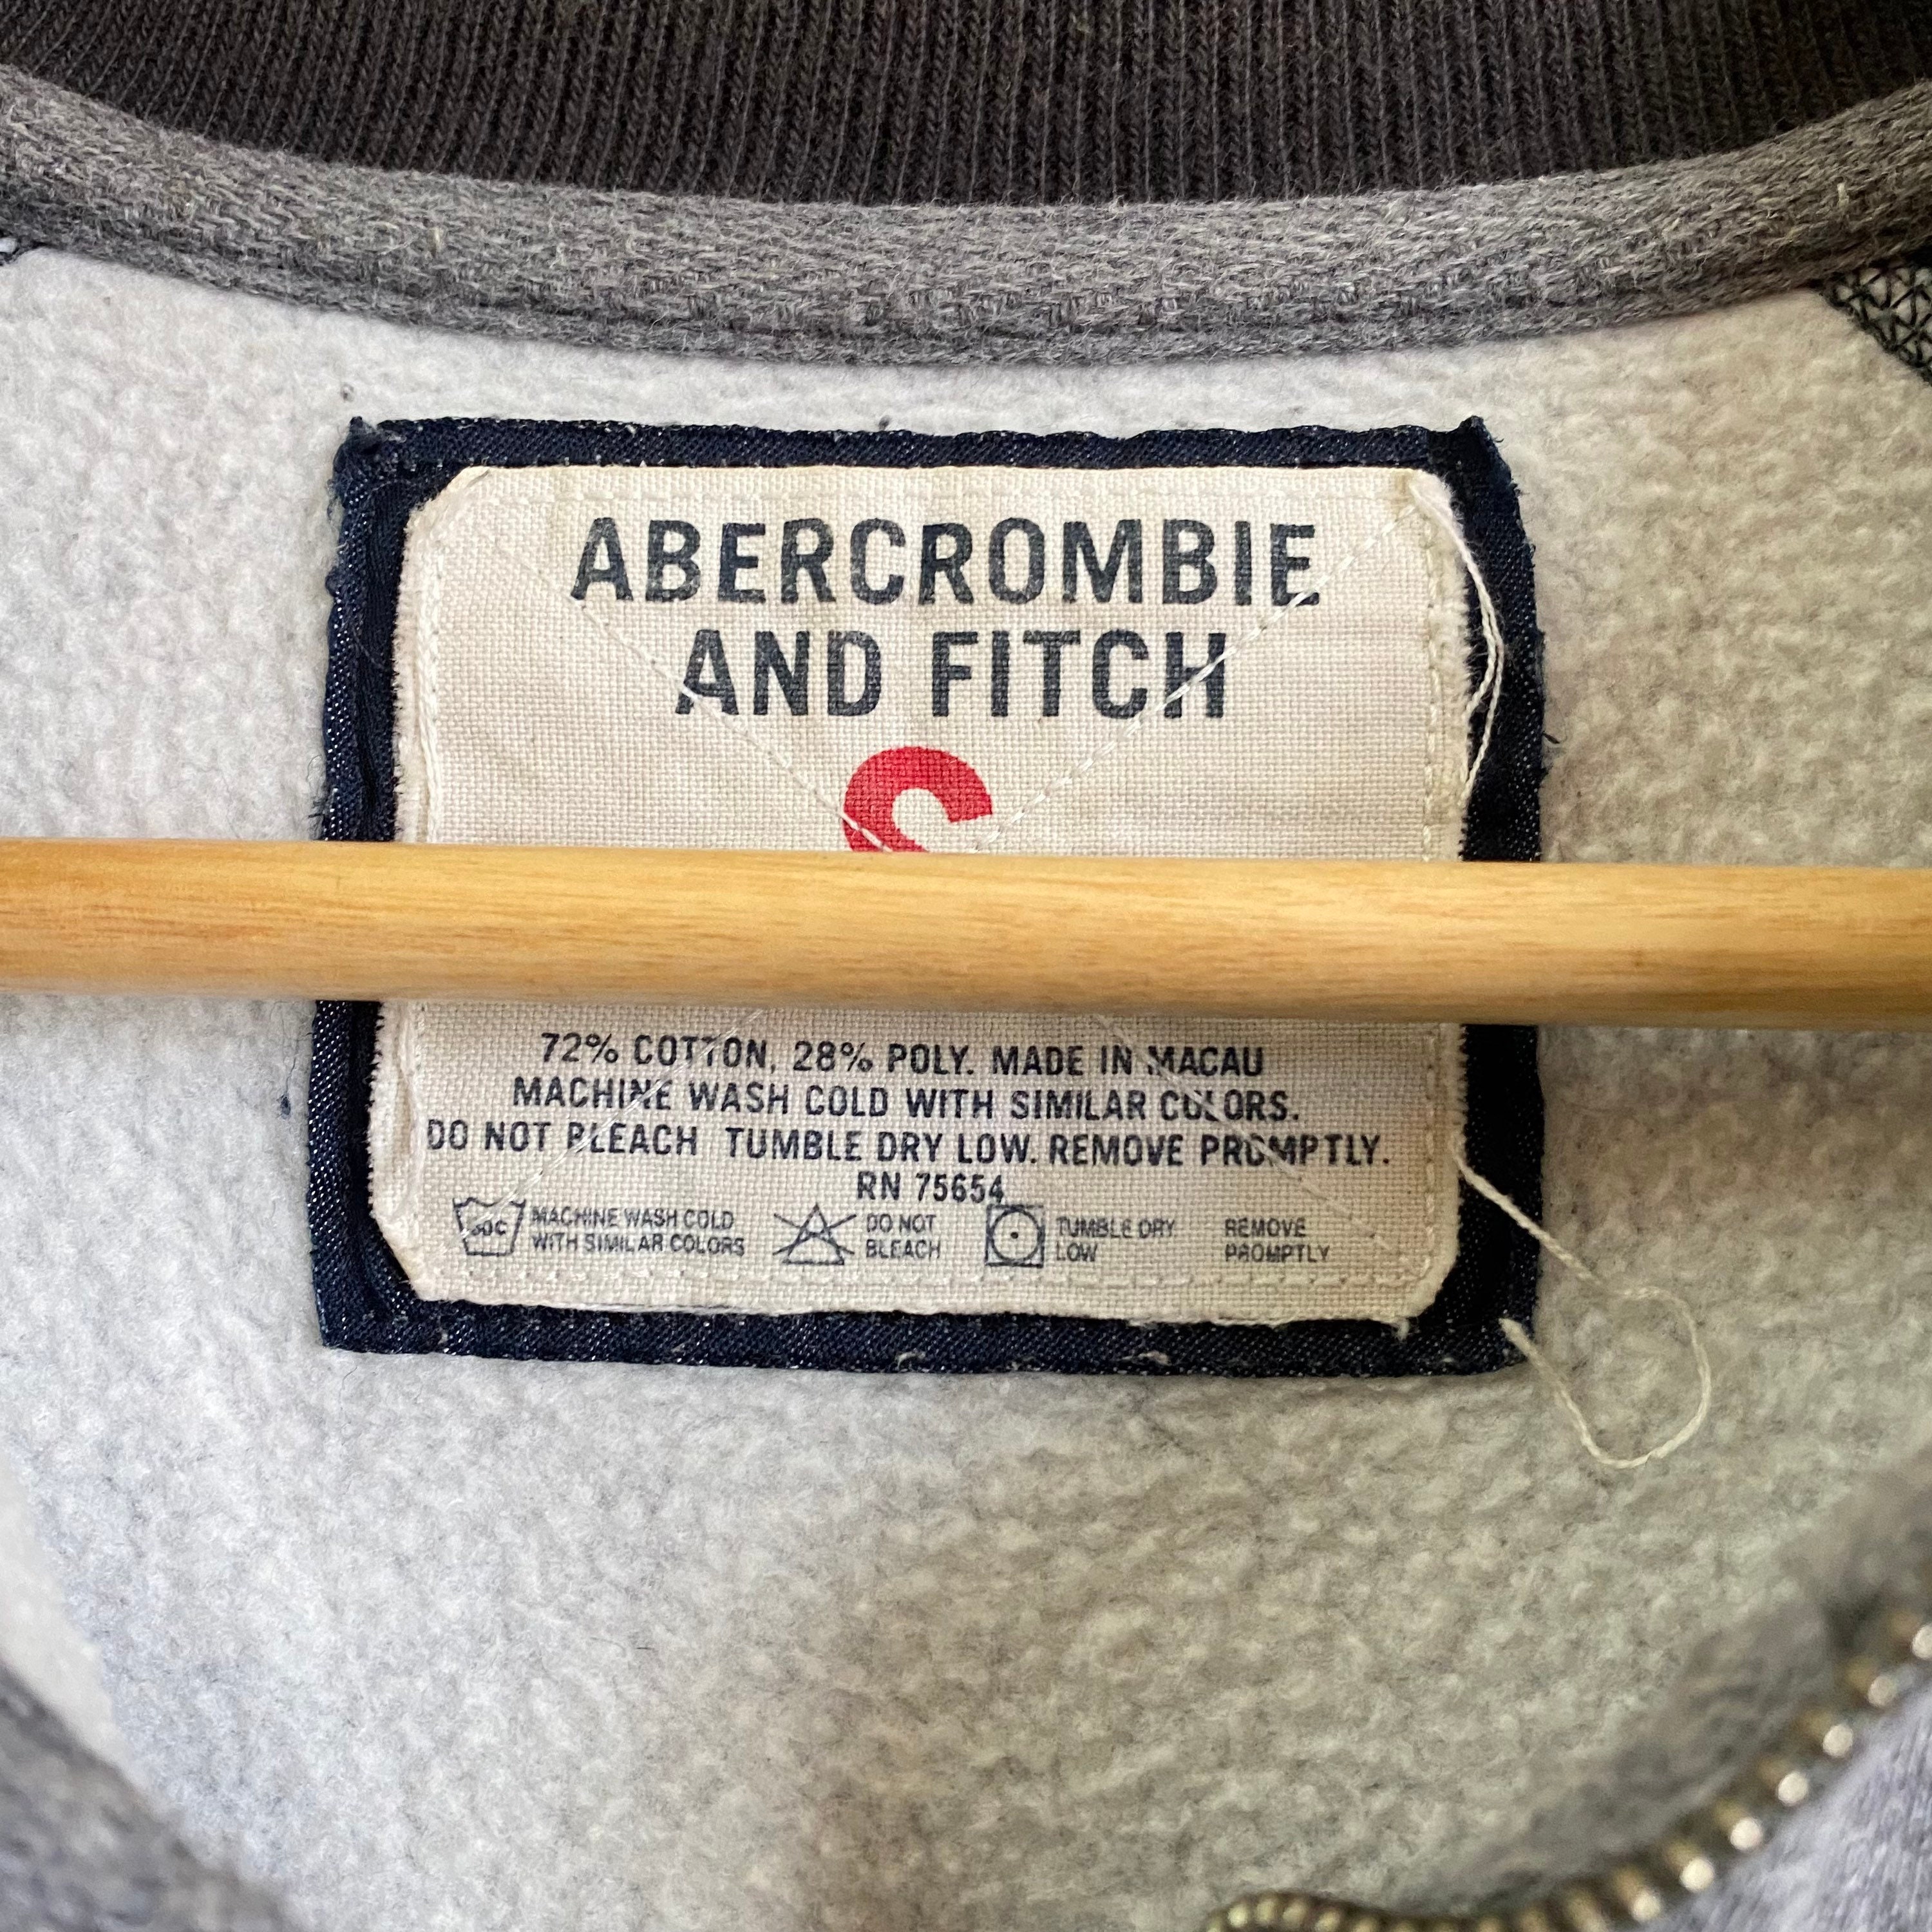 ABERCROMBIE
AND FITCH
S
72% COTTON, 28% POLY. MADE IN MACAU
MACHINE WASH COLD WITH SIMILAR COLORS.
DO NOT BLEACH TUMBLE DRY LOW. REMOVE PROMPTLY.
RN 75654
30C MACHINE WASH COLD
WITH SIMILAR COLORS
DO NOT
BLEACH
TUMBLE DRY
LOW
REMOVE
PROMPTLY